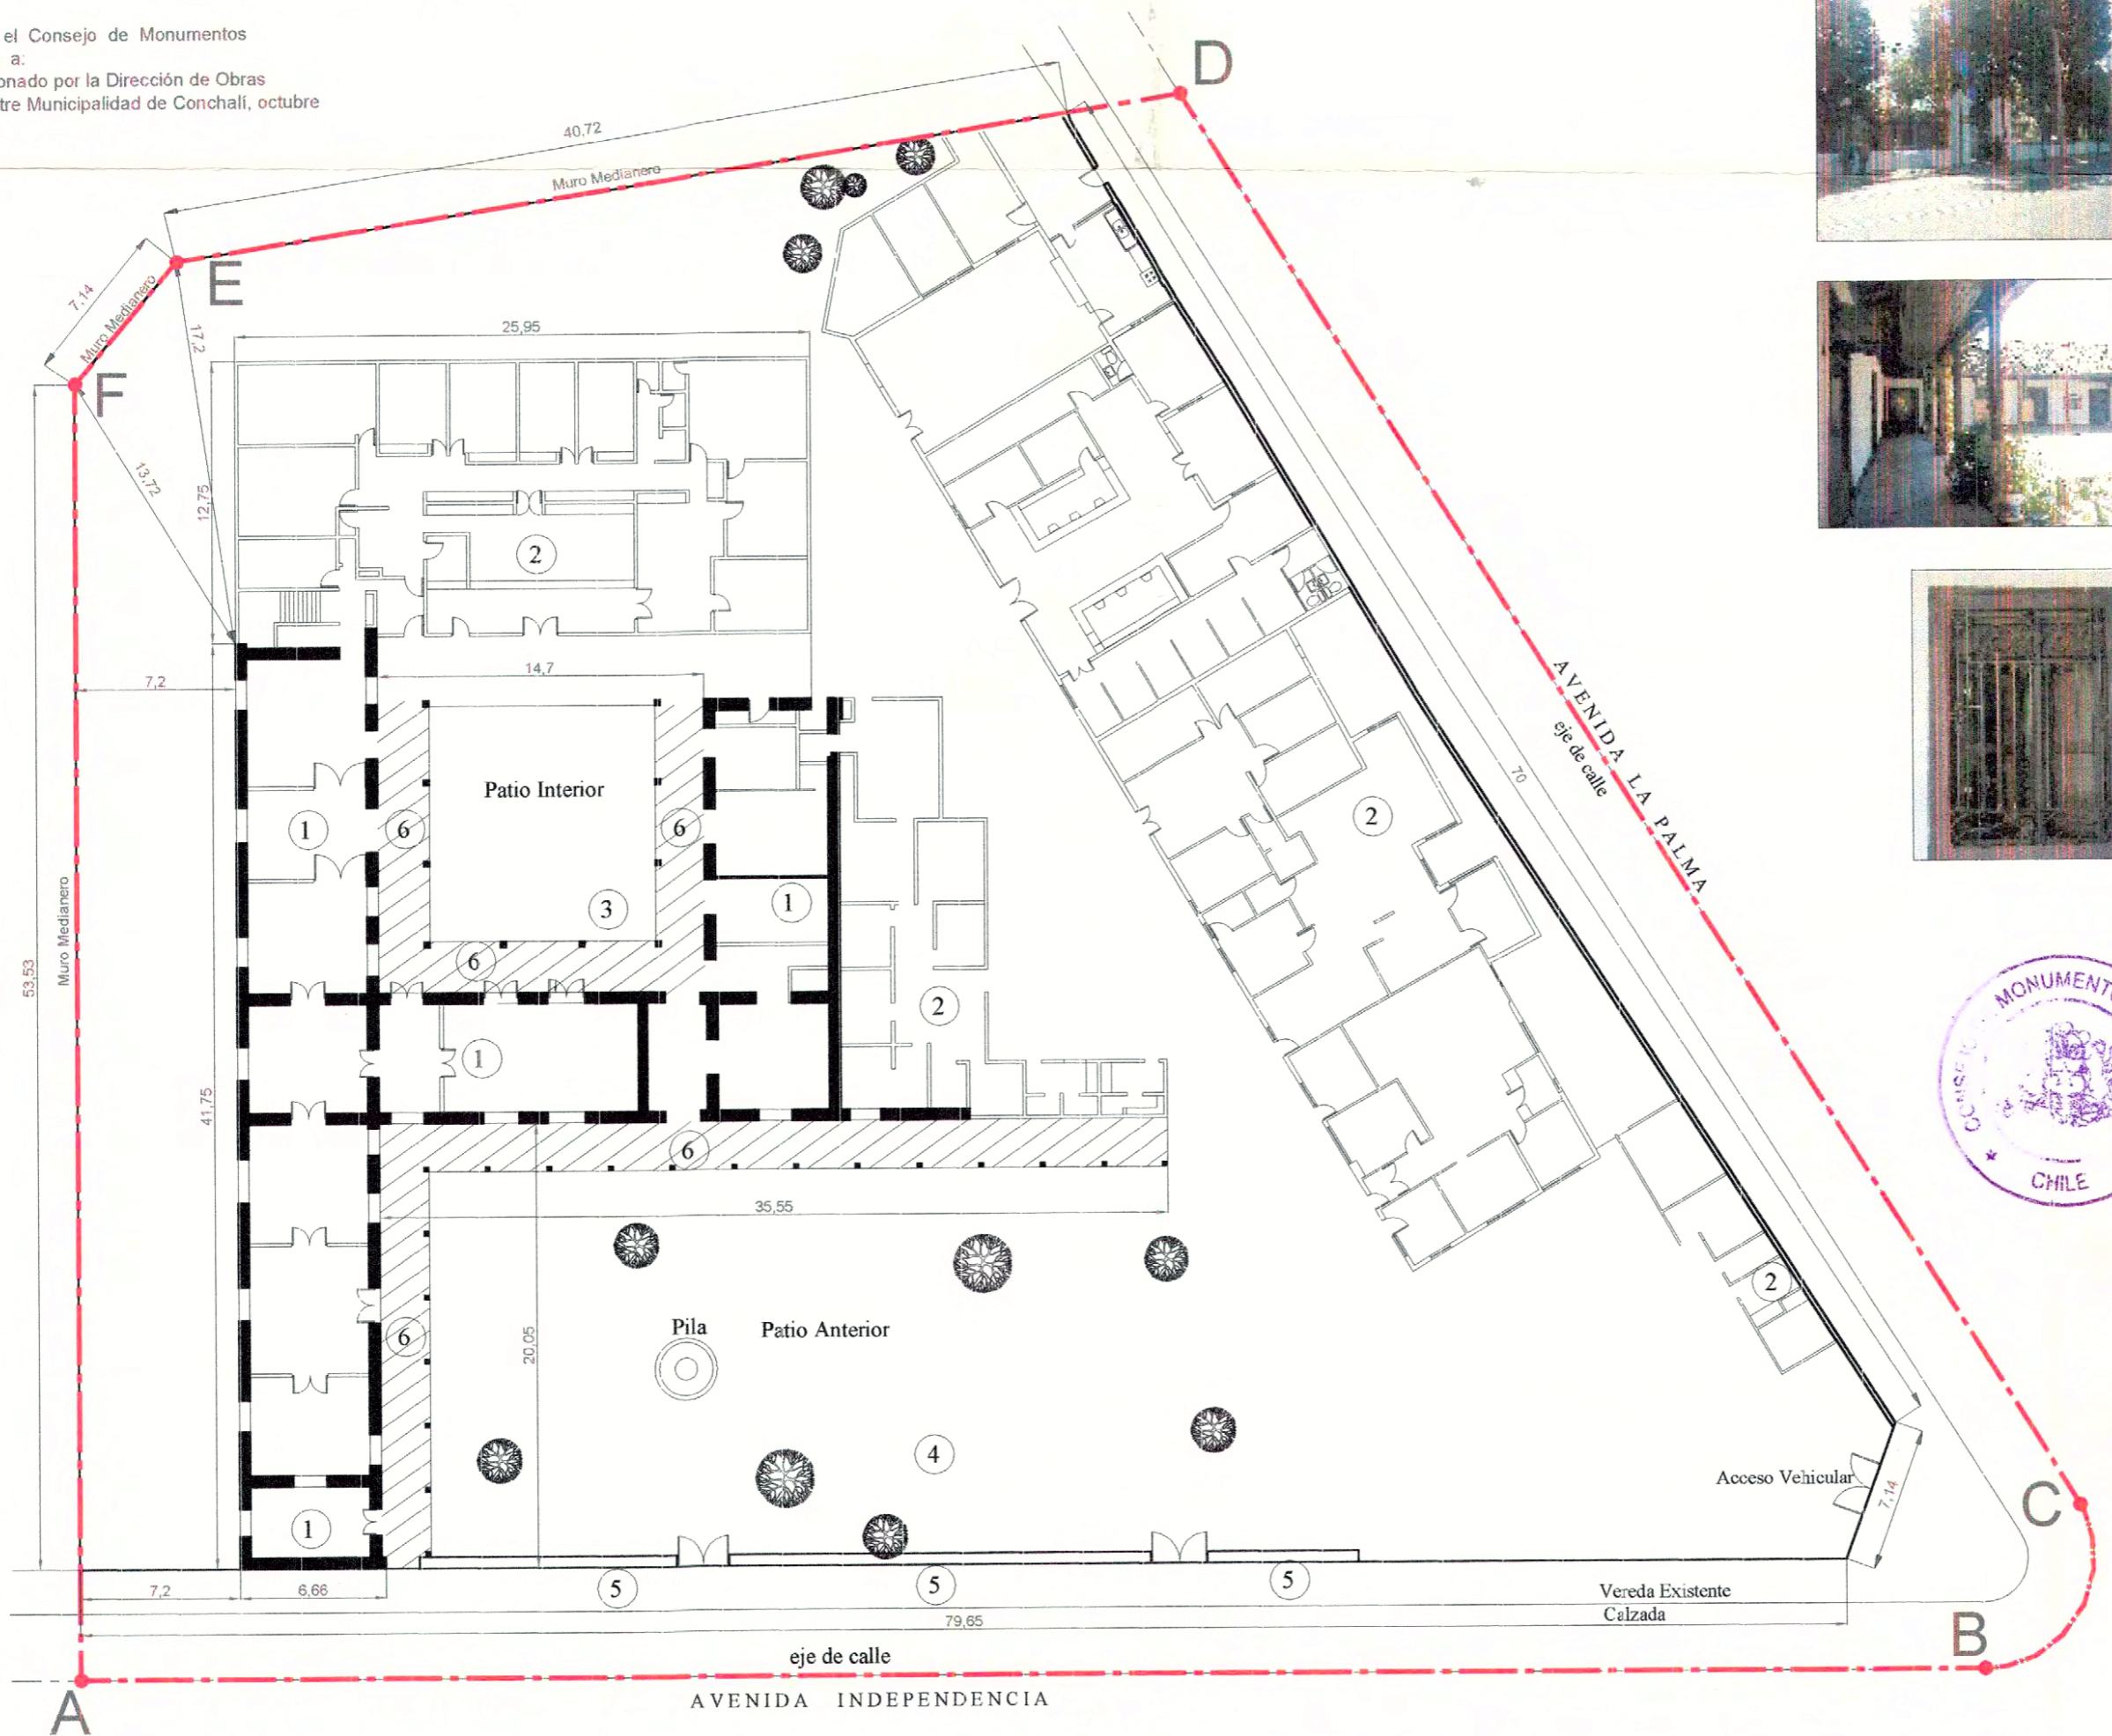 el Consejo de Monumentos
a:
onado por la Dirección de Obras
tre Municipalidad de Conchalí, octubre
D
40,72
Muro Medianero
E
7,14
Muro Medianero
17,2
25,95
F
13,72
12,75
2
7,2
14,7
AVENIDA LA PALMA
eje de calle
70
Patio Interior
1
6
6
2
3
1
6
2
1
53,53
Muro Medianero
MONUMENT
CONSE
CHILE
41,75
6
35,55
2
6
20,05
Pila
Patio Anterior
4
Acceso Vehicular
7,14
C
1
5
5
5
7,2
6,66
Vereda Existente
Calzada
79,65
B
eje de calle
A
AVENIDA INDEPENDENCIA